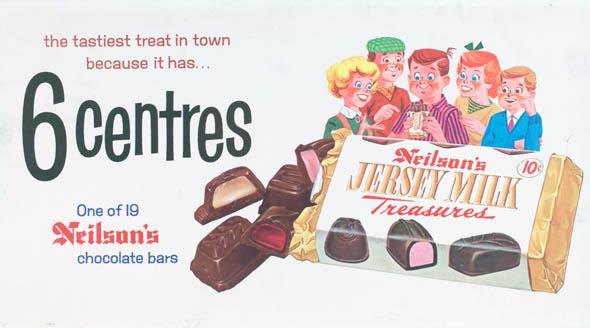 the tastiest treat in town
because it has...
6 centres
One of 19
Neilson's
chocolate bars
Neilson's
10¢
JERSEY MILK
Treasures